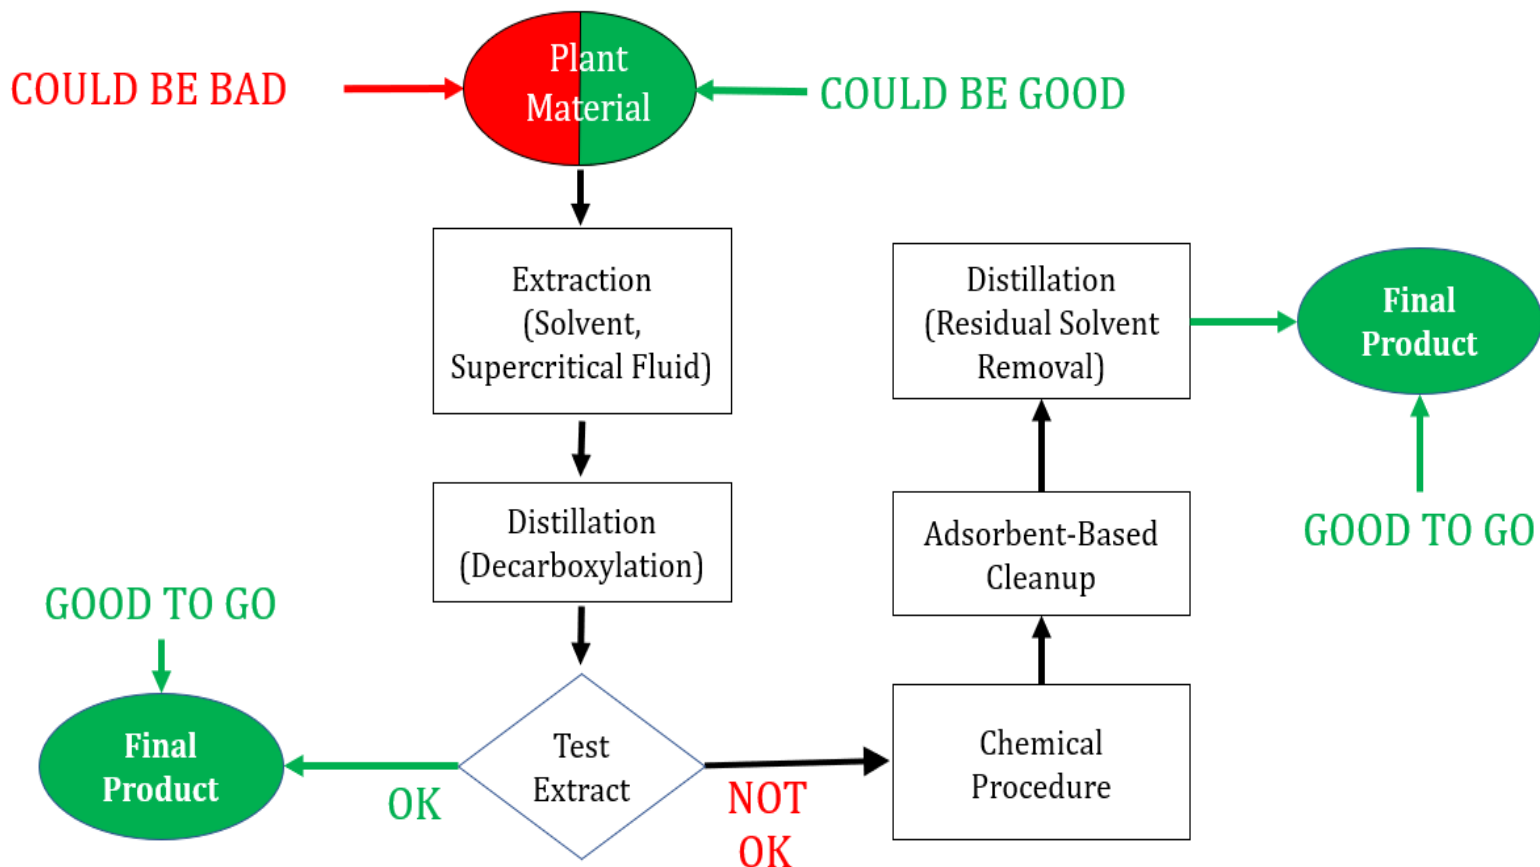 COULD BE BAD
Plant
Material
COULD BE GOOD
Extraction
(Solvent,
Supercritical Fluid)
Distillation
(Decarboxylation)
Test
Extract
OK
GOOD TO GO
Final
Product
NOT
OK
Chemical
Procedure
Adsorbent-Based
Cleanup
Distillation
(Residual Solvent
Removal)
Final
Product
GOOD TO GO